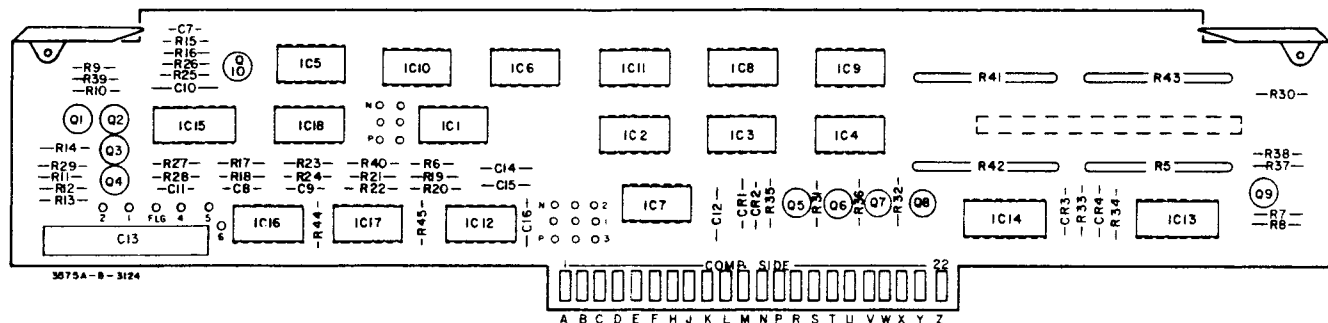 C7
R15
R16
R26
R25
C10
Q 10
IC5
IC10
IC6
IC11
IC8
IC9
R41
R43
R30
R9
R39
R10
Q1
Q2
Q3
Q4
IC15
IC18
N
P
IC1
IC2
IC3
IC4
R14
R29
R11
R12
R13
R27
R28
C11
R17
R18
C8
R23
R24
C9
R40
R21
R22
R6
R19
R20
C14
C15
R42
R5
R38
R37
Q9
R7
R8
2 1 FLG 4 5
6
C13
IC16
R44
IC17
R45
IC12
C16
N 2
1
P 3
IC7
C12
CR1
CR2
R35
Q5
R31
Q6
R36
Q7
R32
Q8
IC14
CR3
R33
CR4
R34
IC13
3675A-B-3124
1 COMP. SIDE 22
A B C D E F H J K L M N P R S T U V W X Y Z